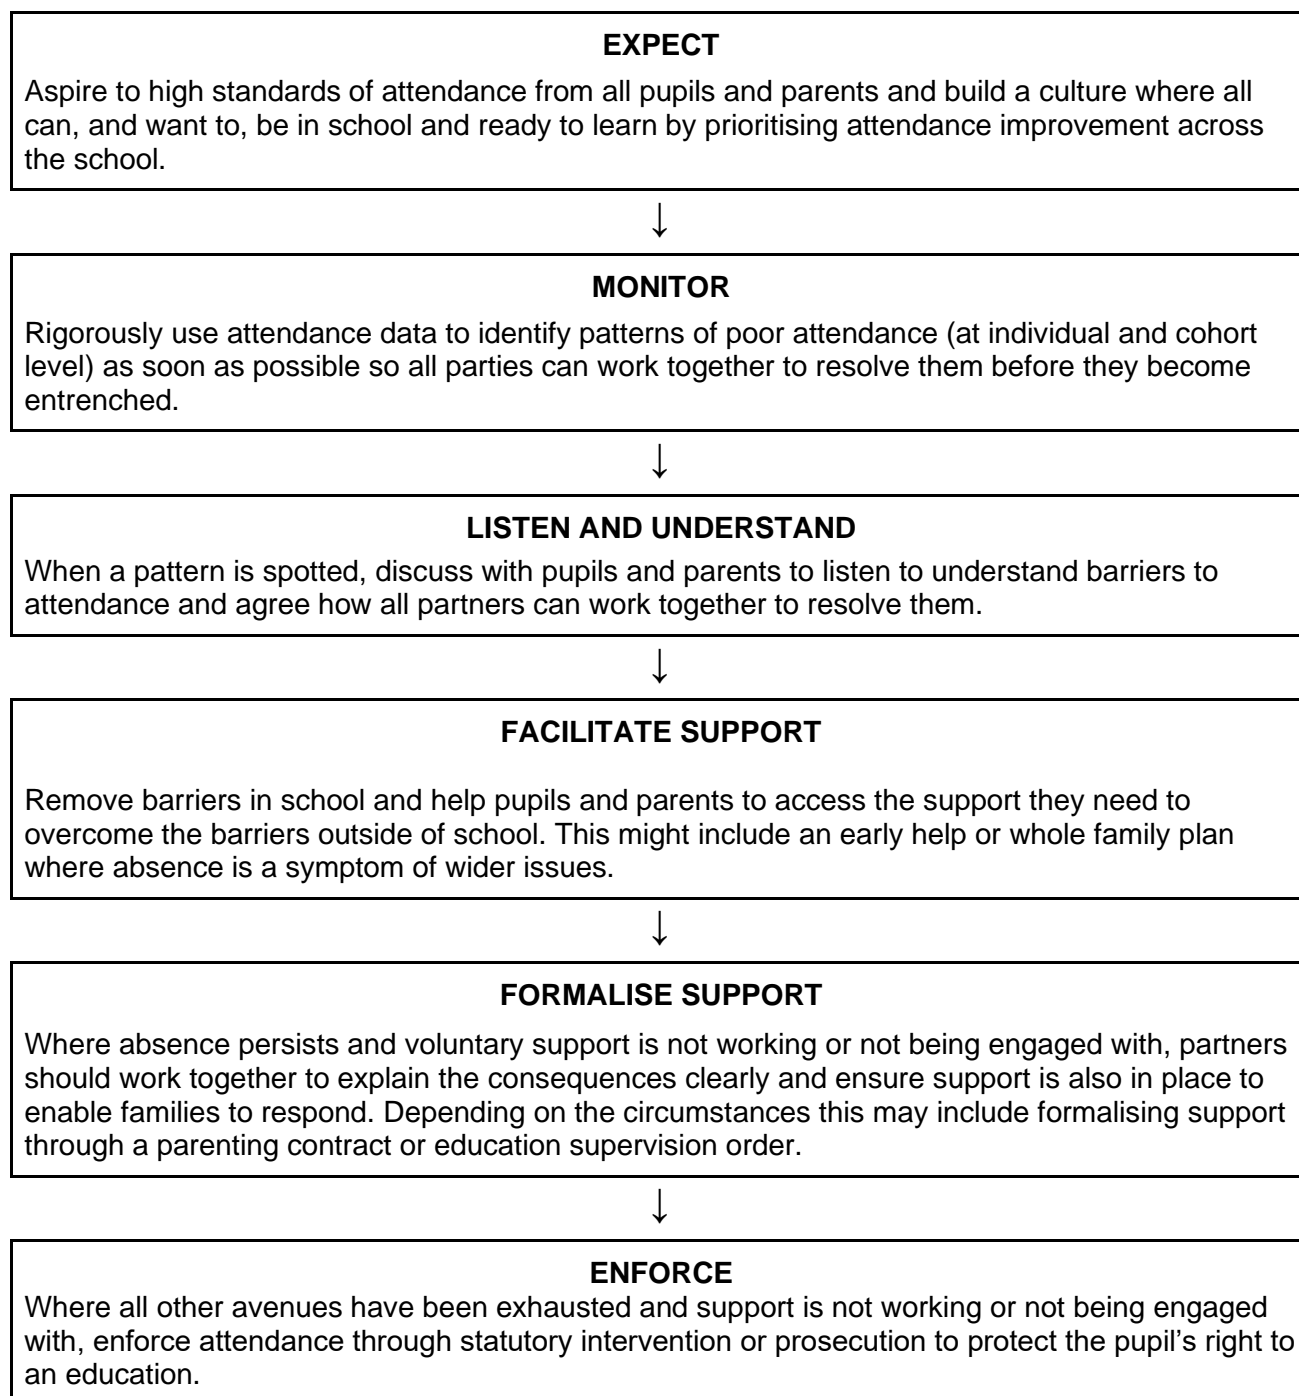 EXPECT
Aspire to high standards of attendance from all pupils and parents and build a culture where all
can, and want to, be in school and ready to learn by prioritising attendance improvement across
the school.
↓
MONITOR
Rigorously use attendance data to identify patterns of poor attendance (at individual and cohort
level) as soon as possible so all parties can work together to resolve them before they become
entrenched.
↓
LISTEN AND UNDERSTAND
When a pattern is spotted, discuss with pupils and parents to listen to understand barriers to
attendance and agree how all partners can work together to resolve them.
↓
FACILITATE SUPPORT
Remove barriers in school and help pupils and parents to access the support they need to
overcome the barriers outside of school. This might include an early help or whole family plan
where absence is a symptom of wider issues.
↓
FORMALISE SUPPORT
Where absence persists and voluntary support is not working or not being engaged with, partners
should work together to explain the consequences clearly and ensure support is also in place to
enable families to respond. Depending on the circumstances this may include formalising support
through a parenting contract or education supervision order.
↓
ENFORCE
Where all other avenues have been exhausted and support is not working or not being engaged
with, enforce attendance through statutory intervention or prosecution to protect the pupil’s right to
an education.